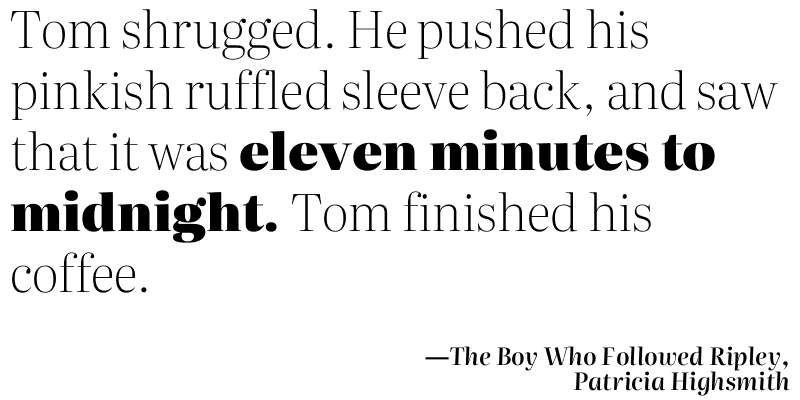 Tom shrugged. He pushed his
pinkish ruffled sleeve back, and saw
that it was eleven minutes to
midnight. Tom finished his
coffee.
—The Boy Who Followed Ripley,
Patricia Highsmith